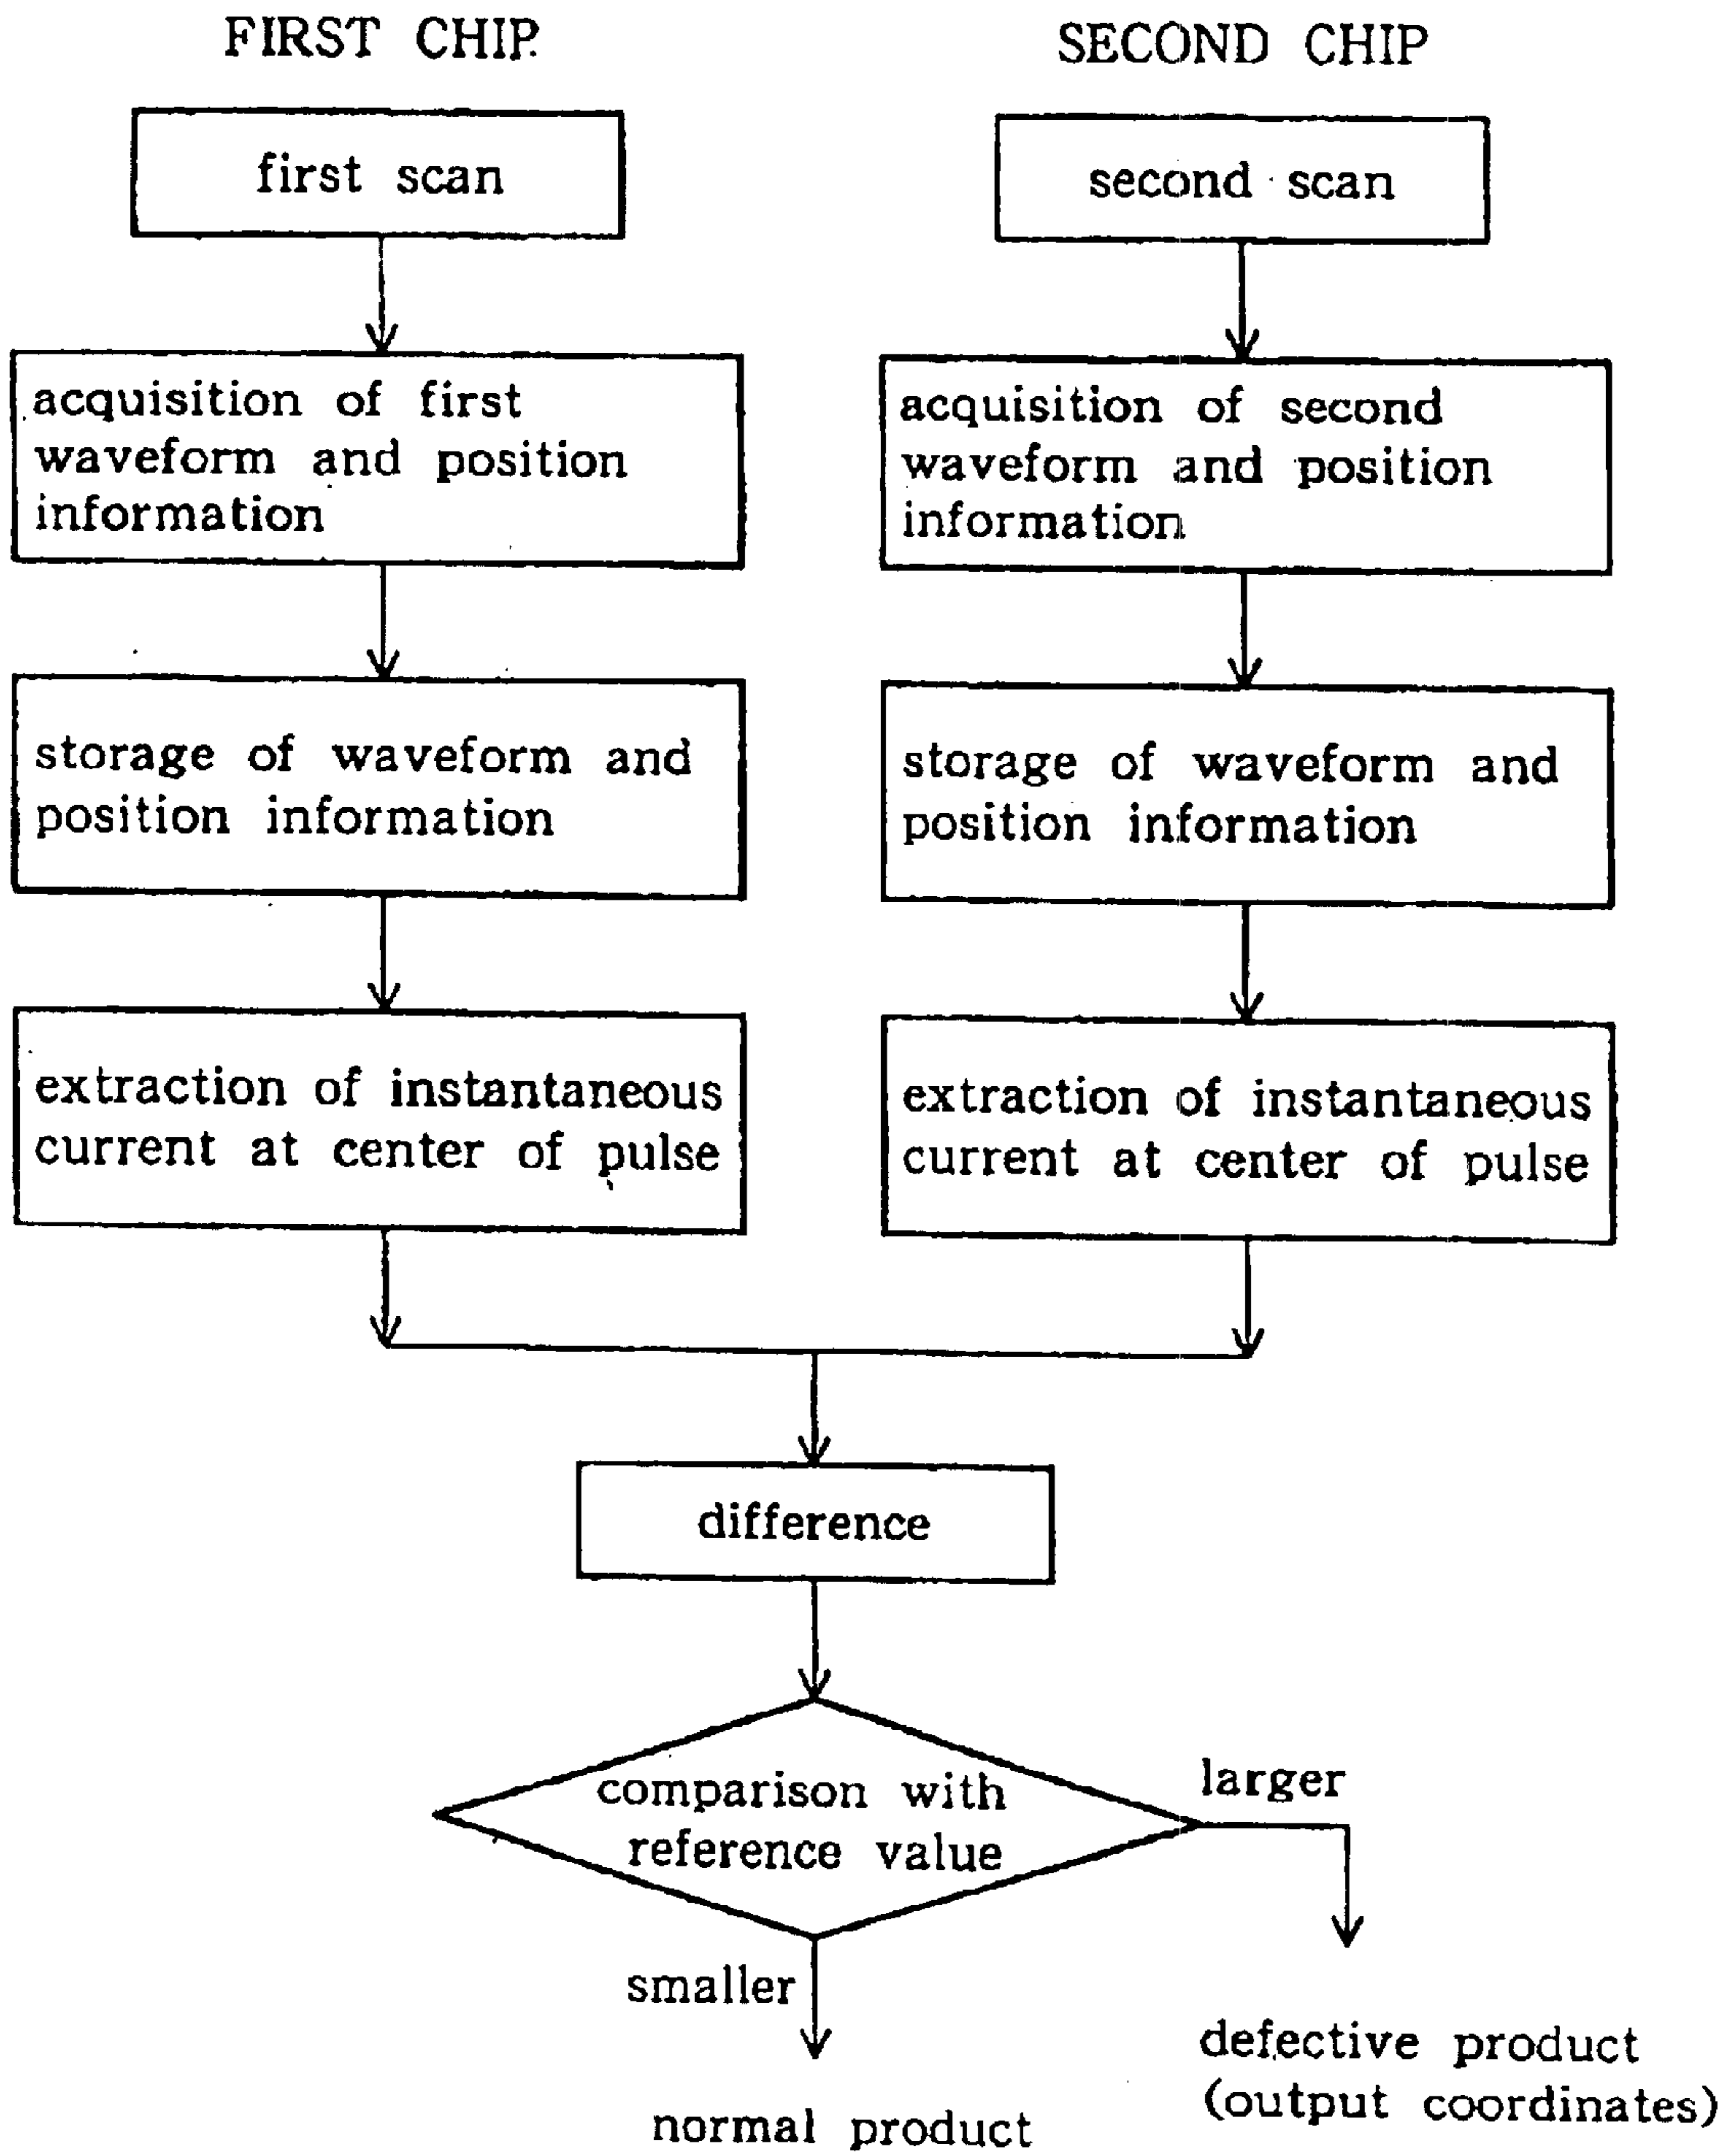 FIRST CHIP
SECOND CHIP
first scan
second scan
acquisition of first
waveform and position
information
acquisition of second
waveform and position
information
storage of waveform and
position information
storage of waveform and
position information
extraction of instantaneous
current at center of pulse
extraction of instantaneous
current at center of pulse
difference
comparison with
reference value
larger
smaller
defective product
(output coordinates)
normal product